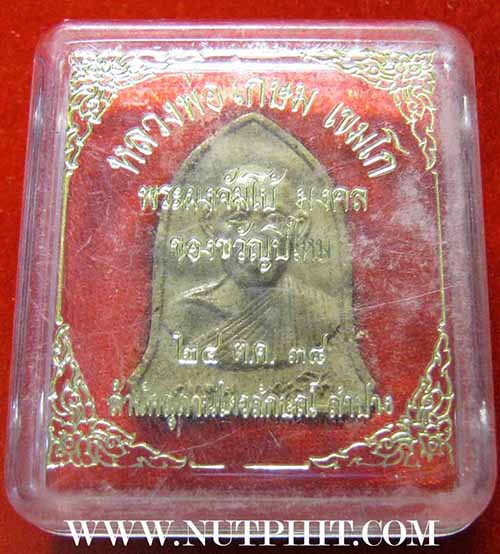 หลวงพ่อ เกษม เขมโก
พระผงจัมโบ้ มงคล
ของขวัญปีใหม่
๒๔ ต.ค. ๓๘
สำนักสุสานไตรลักษณ์ ลำปาง
WWW.NUTPHIT.COM